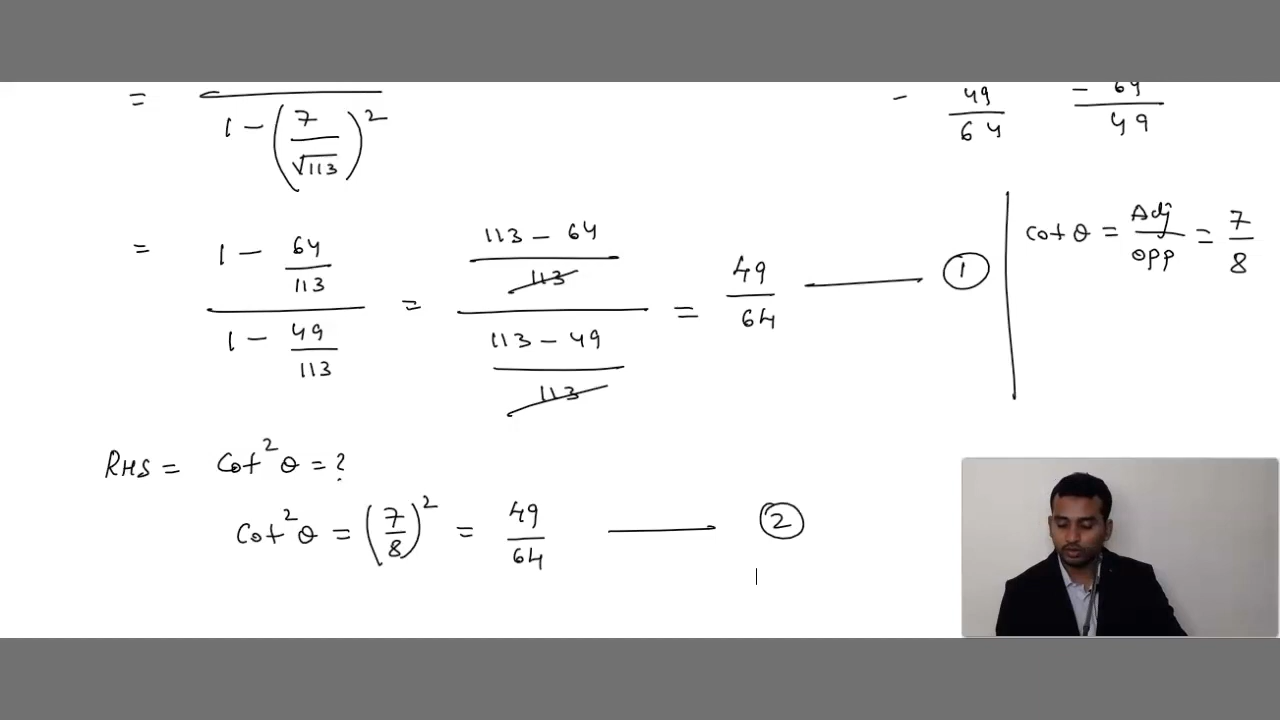 = 1 - (7/√113)²
- 49/64 -64/49
= (1 - 64/113)/(1 - 49/113) = ((113 - 64)/113)/((113 - 49)/113) = 49/64 —— ①
cot θ = Adj/opp = 7/8
RHS = Cot²θ = ?
Cot²θ = (7/8)² = 49/64 —— ②